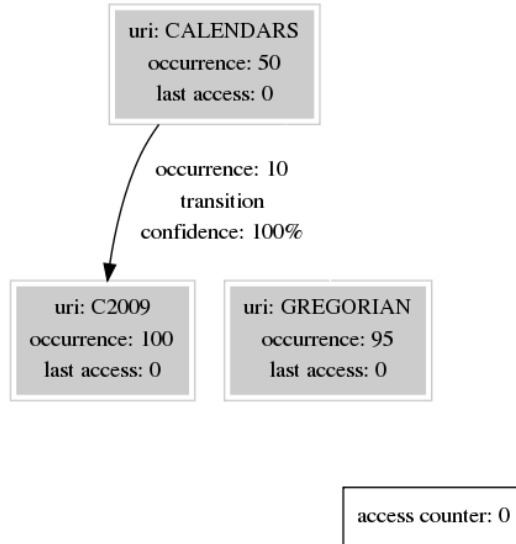 uri: CALENDARS
occurrence: 50
last access: 0
occurrence: 10
transition
confidence: 100%
uri: C2009
occurrence: 100
last access: 0
uri: GREGORIAN
occurrence: 95
last access: 0
access counter: 0